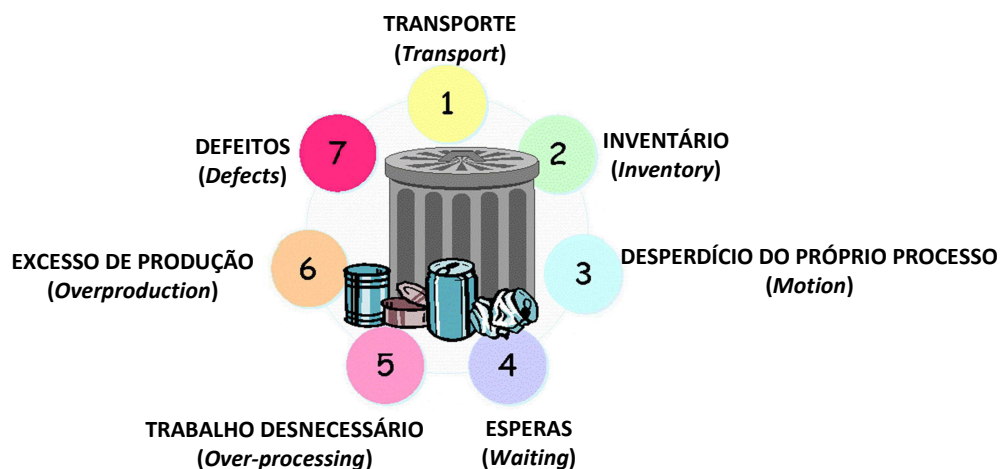 TRANSPORTE
(Transport)
1
2
INVENTÁRIO
(Inventory)
3
DESPERDÍCIO DO PRÓPRIO PROCESSO
(Motion)
4
ESPERAS
(Waiting)
5
TRABALHO DESNECESSÁRIO
(Over-processing)
6
EXCESSO DE PRODUÇÃO
(Overproduction)
7
DEFEITOS
(Defects)